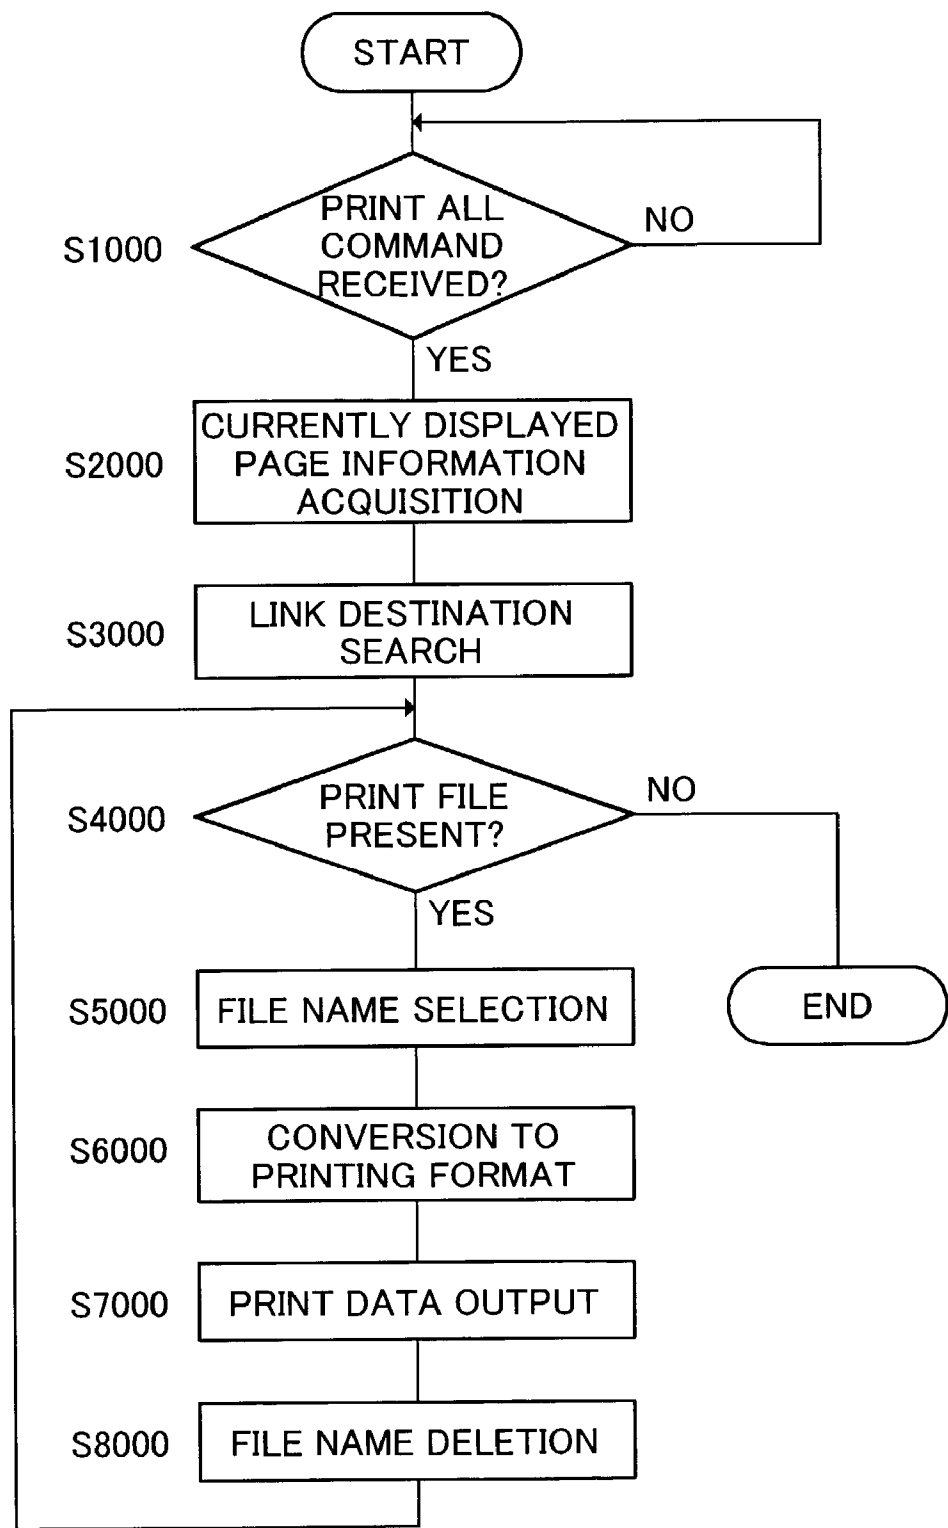 START
PRINT ALL
COMMAND
RECEIVED?
S1000
NO
YES
CURRENTLY DISPLAYED
PAGE INFORMATION
ACQUISITION
S2000
LINK DESTINATION
SEARCH
S3000
PRINT FILE
PRESENT?
S4000
NO
YES
S5000
FILE NAME SELECTION
END
CONVERSION TO
PRINTING FORMAT
S6000
S7000
PRINT DATA OUTPUT
S8000
FILE NAME DELETION